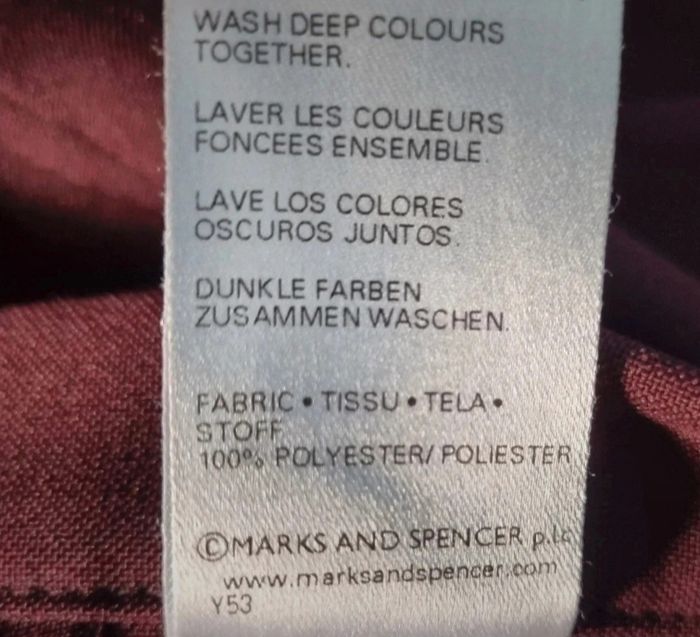 WASH DEEP COLOURS
TOGETHER.
LAVER LES COULEURS
FONCEES ENSEMBLE.
LAVE LOS COLORES
OSCUROS JUNTOS.
DUNKLE FARBEN
ZUSAMMEN WASCHEN.
FABRIC • TISSU • TELA •
STOFF
100% POLYESTER/ POLIESTER
©MARKS AND SPENCER p.l.c
www.marksandspencer.com
Y53